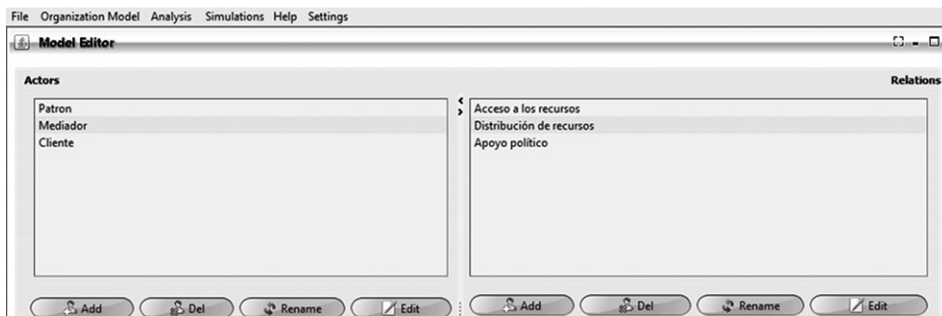 File Organization Model Analysis Simulations Help Settings
Model Editor
Actors
Relations
Patron
Mediador
Cliente
Acceso a los recursos
Distribución de recursos
Apoyo político
Add Del Rename Edit
Add Del Rename Edit